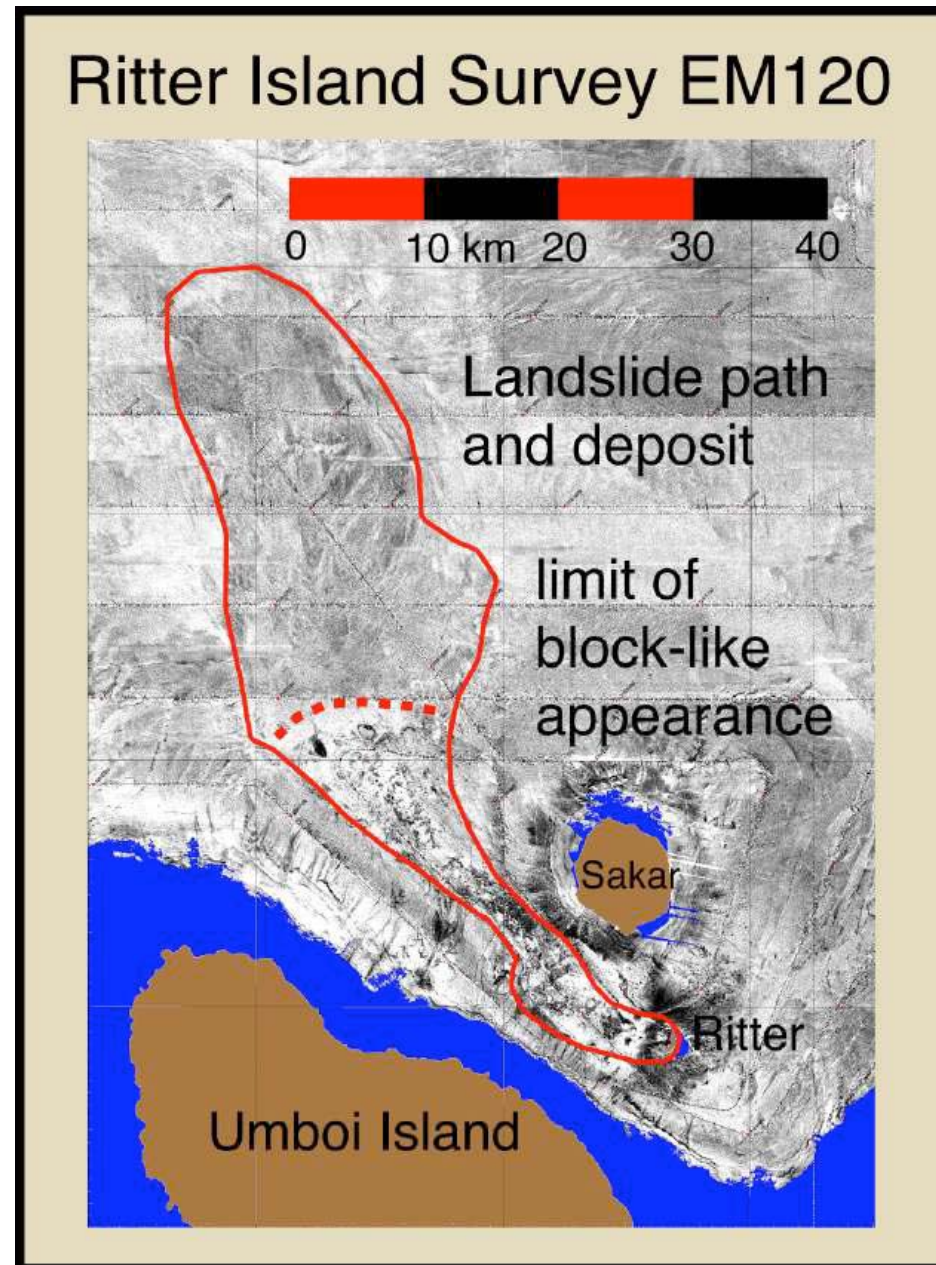 Ritter Island Survey EM120
0 10 km 20 30 40
Landslide path
and deposit
limit of
block-like
appearance
Sakar
Ritter
Umboi Island